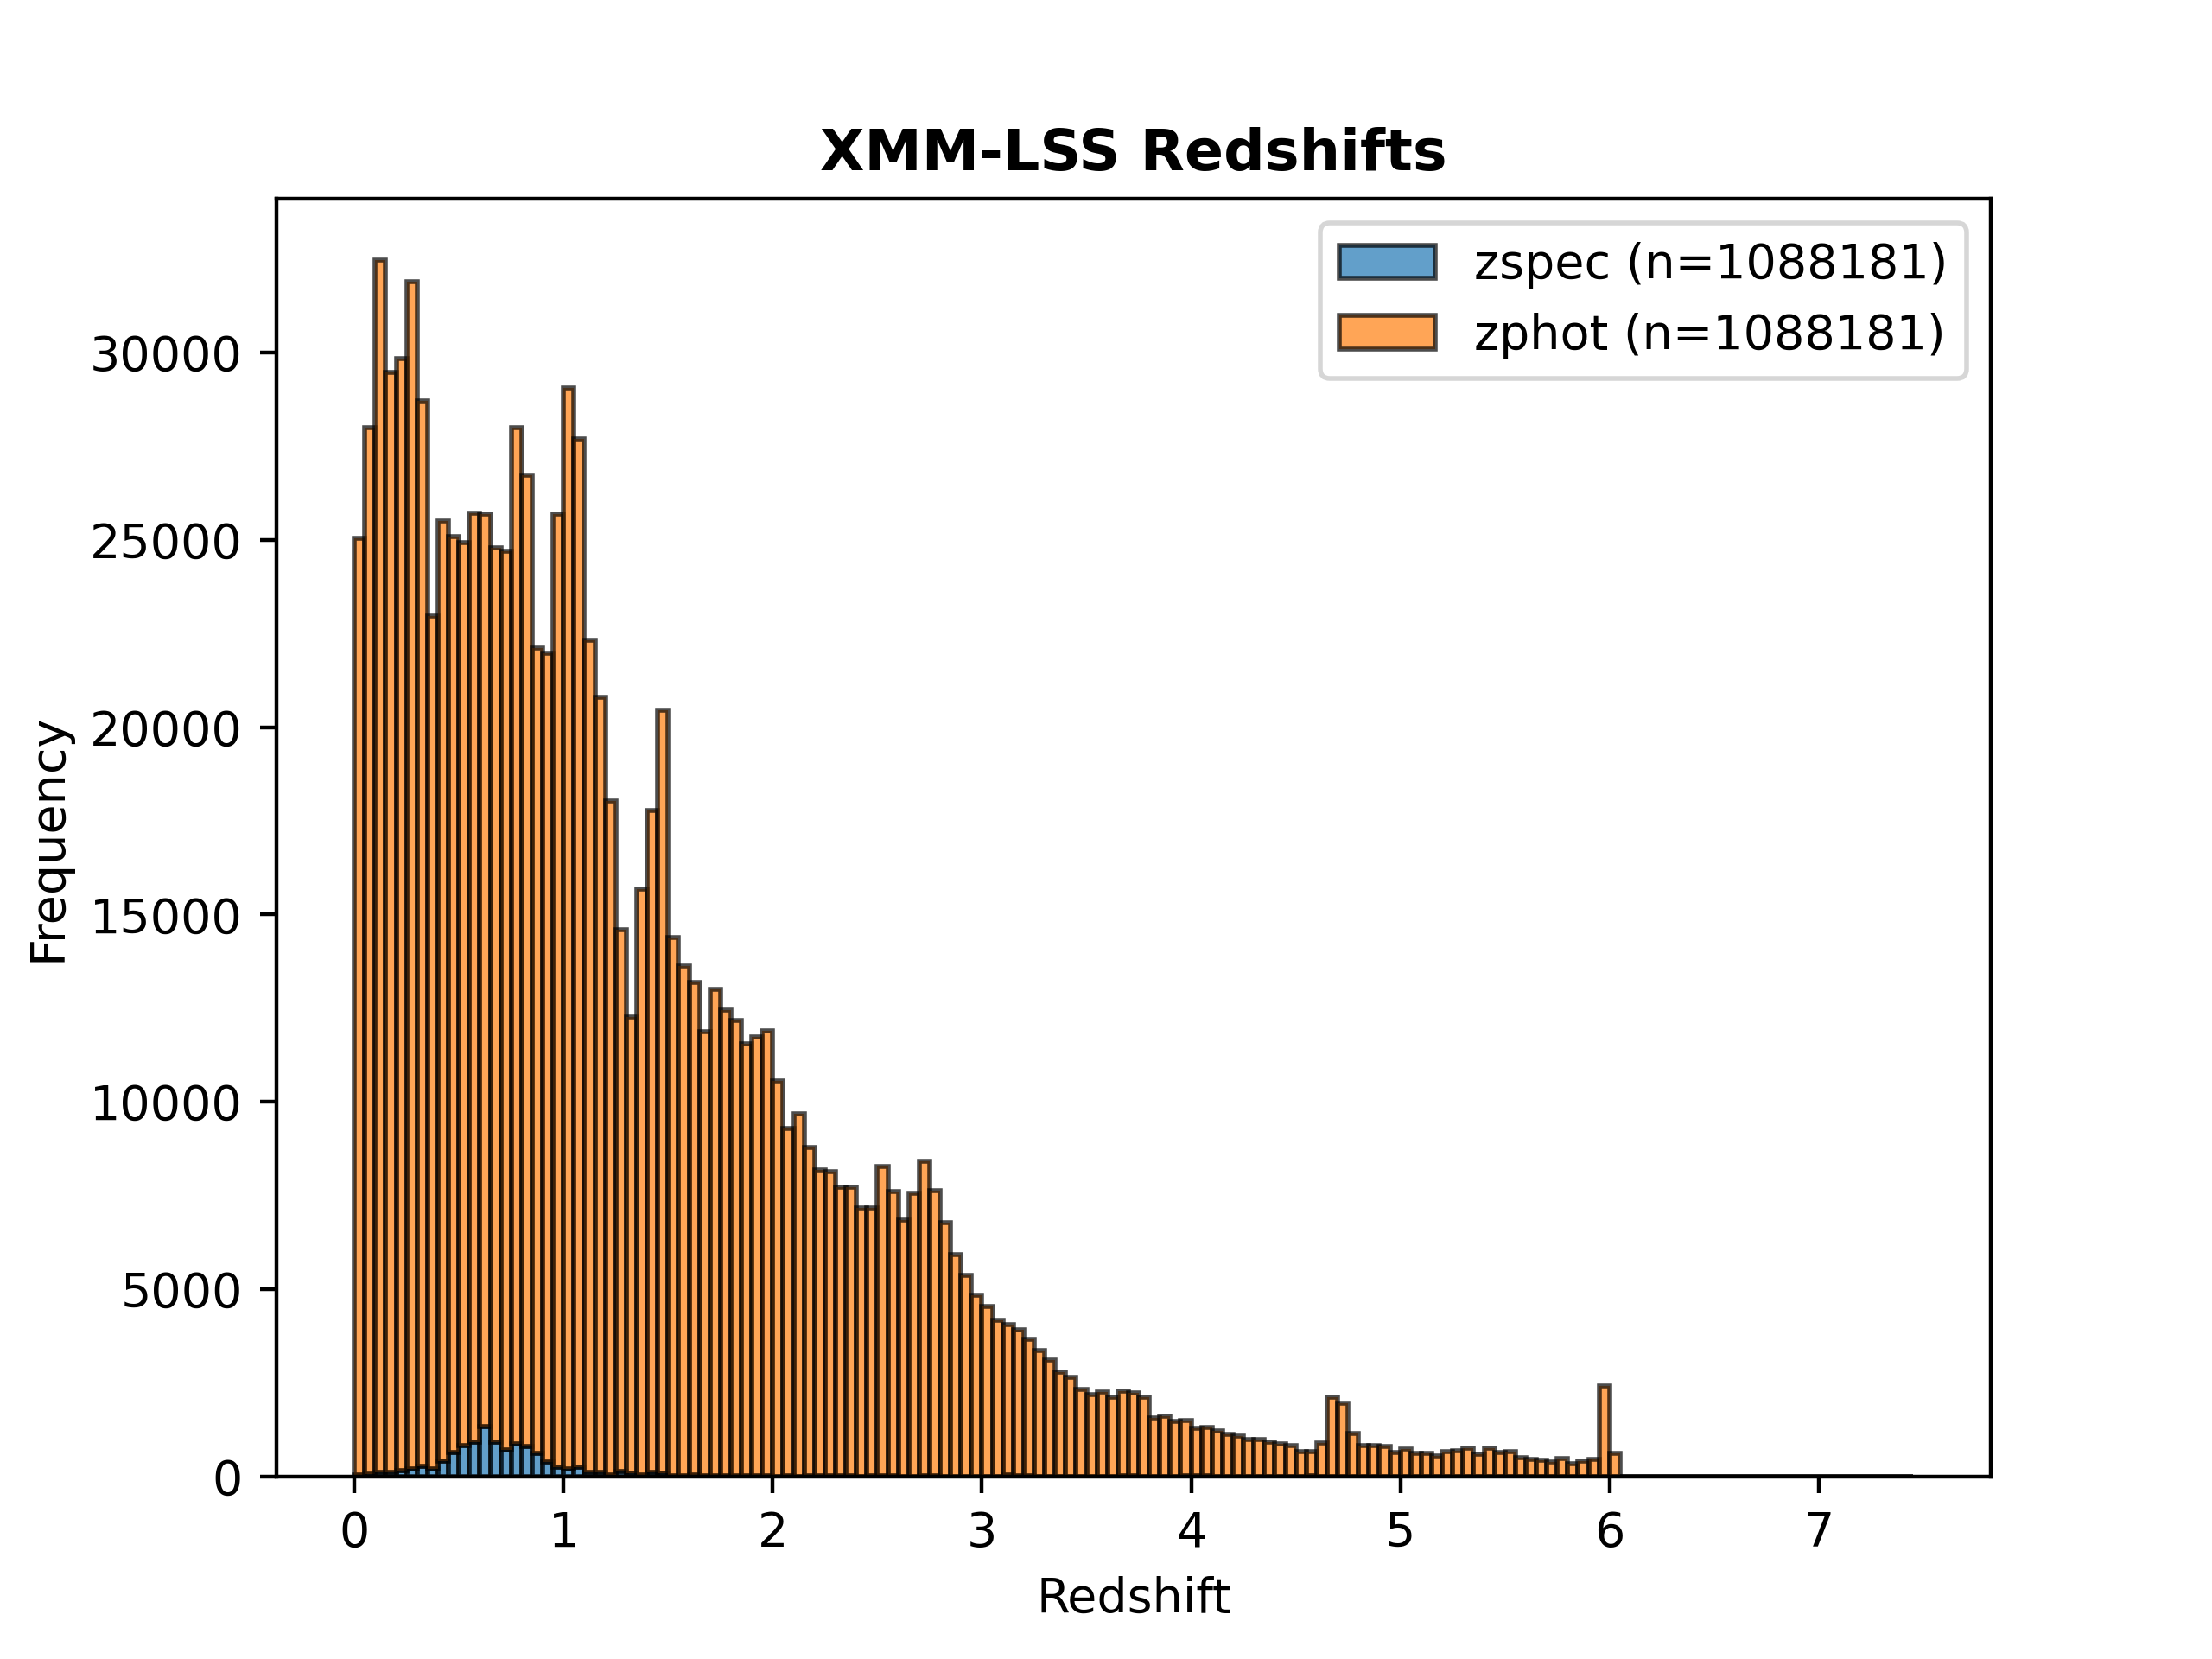 XMM-LSS Redshifts
zspec (n=1088181)
zphot (n=1088181)
30000
25000
20000
15000
10000
5000
0
Frequency
0 1 2 3 4 5 6 7
Redshift